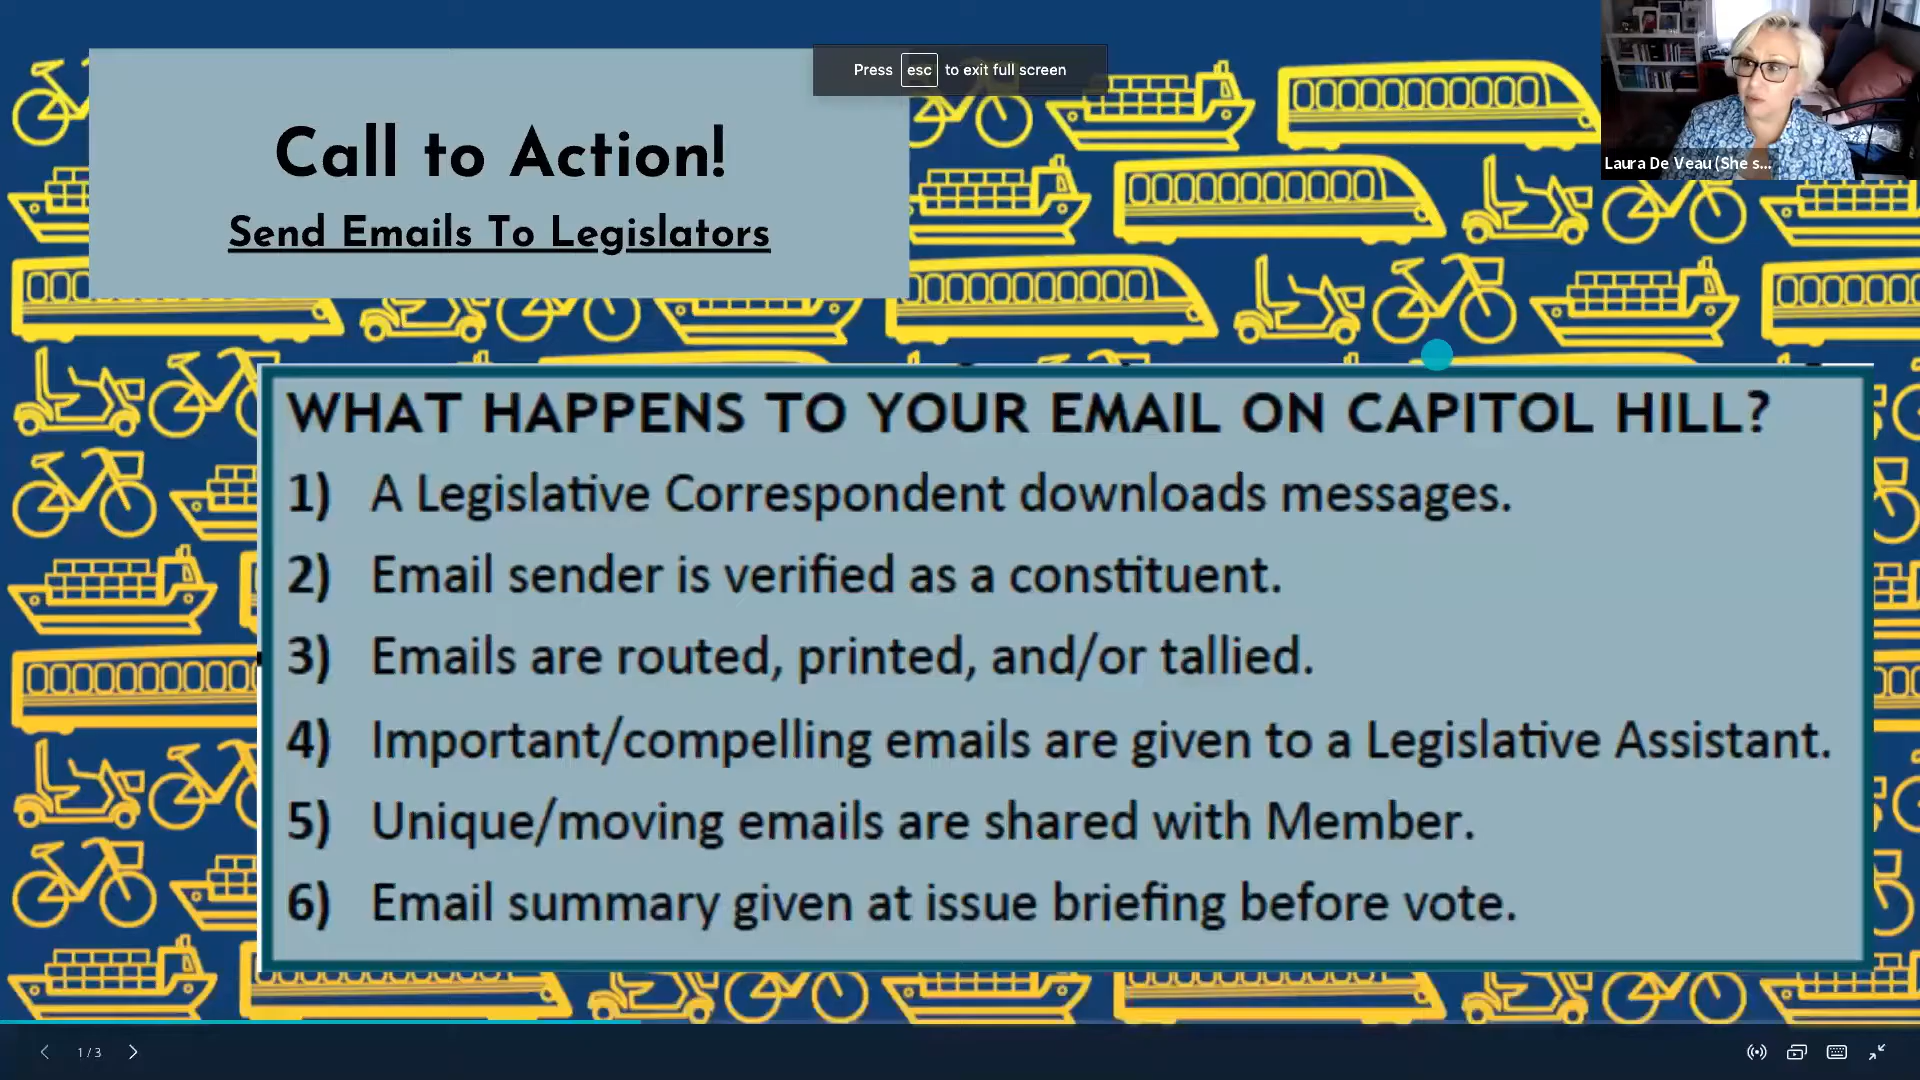 Call to Action!
Send Emails To Legislators
Press esc to exit full screen
Laura De Veau (She s...
WHAT HAPPENS TO YOUR EMAIL ON CAPITOL HILL?
1) A Legislative Correspondent downloads messages.
2) Email sender is verified as a constituent.
3) Emails are routed, printed, and/or tallied.
4) Important/compelling emails are given to a Legislative Assistant.
5) Unique/moving emails are shared with Member.
6) Email summary given at issue briefing before vote.
1 / 3